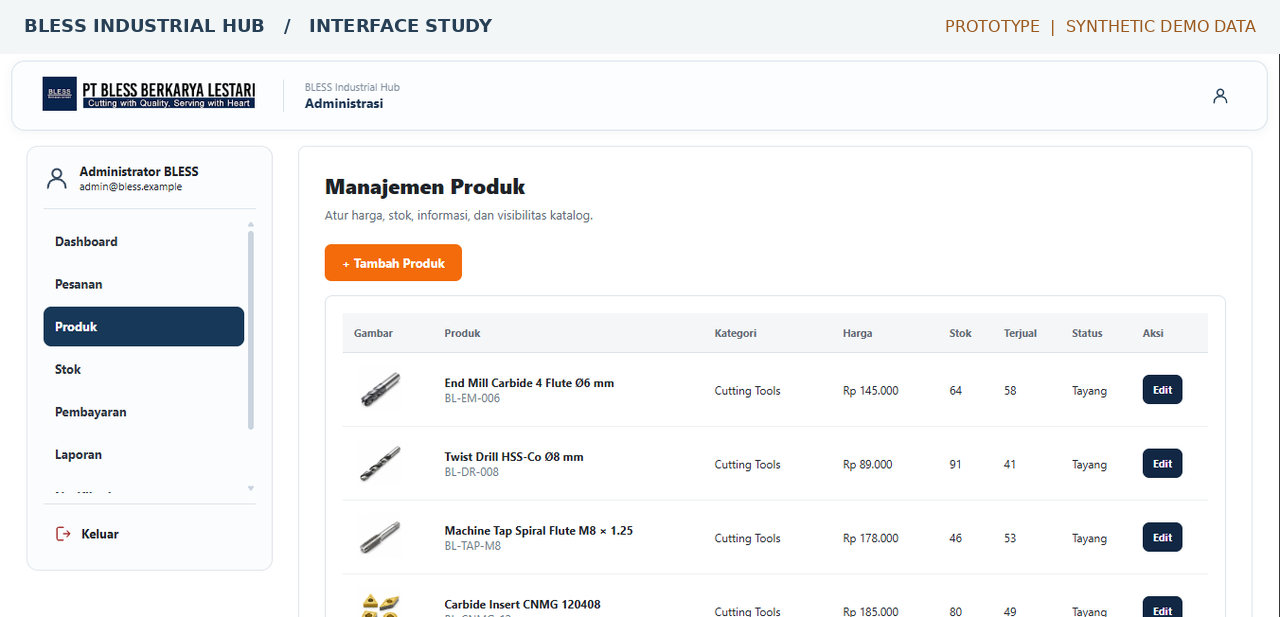 BLESS INDUSTRIAL HUB / INTERFACE STUDY
PROTOTYPE | SYNTHETIC DEMO DATA
BLESS
PT BLESS BERKARYA LESTARI
Cutting with Quality, Serving with Heart
BLESS Industrial Hub
Administrasi
Administrator BLESS
admin@bless.example
Dashboard
Pesanan
Produk
Stok
Pembayaran
Laporan
Keluar
Manajemen Produk
Atur harga, stok, informasi, dan visibilitas katalog.
+ Tambah Produk
Gambar Produk Kategori Harga Stok Terjual Status Aksi
End Mill Carbide 4 Flute Ø6 mm
BL-EM-006
Cutting Tools Rp 145.000 64 58 Tayang Edit
Twist Drill HSS-Co Ø8 mm
BL-DR-008
Cutting Tools Rp 89.000 91 41 Tayang Edit
Machine Tap Spiral Flute M8 × 1.25
BL-TAP-M8
Cutting Tools Rp 178.000 46 53 Tayang Edit
Carbide Insert CNMG 120408
Cutting Tools Rp 185.000 80 49 Tayang Edit